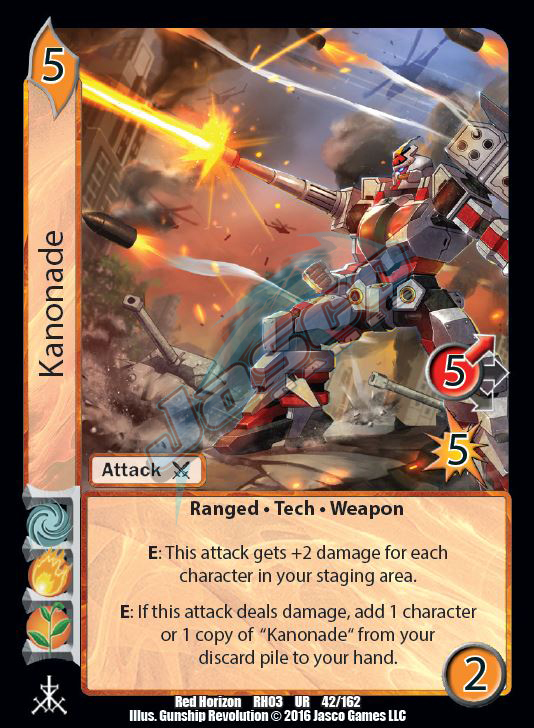 5
Kanonade
Jasco
5
5
Attack
Ranged • Tech • Weapon
E: This attack gets +2 damage for each
character in your staging area.
E: If this attack deals damage, add 1 character
or 1 copy of “Kanonade“ from your
discard pile to your hand.
2
Red Horizon RH03 UR 42/162
Illus. Gunship Revolution © 2016 Jasco Games LLC